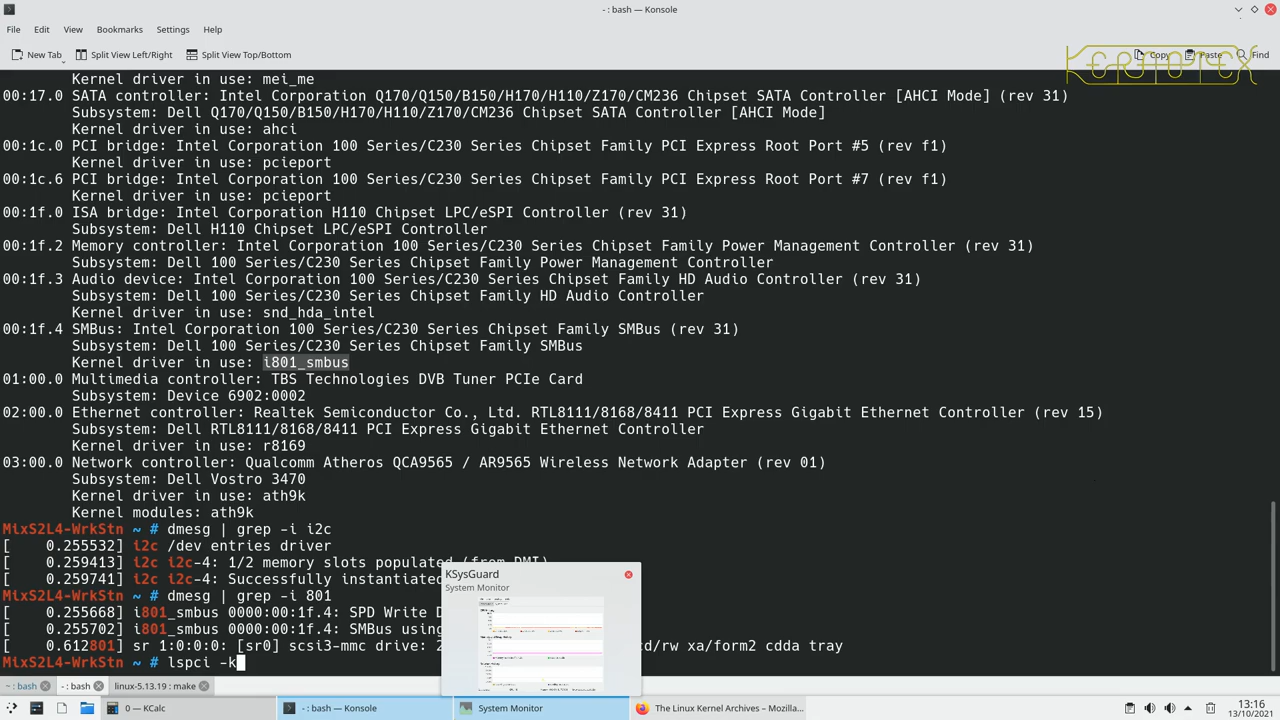 - : bash — Konsole
File Edit View Bookmarks Settings Help
New Tab Split View Left/Right Split View Top/Bottom Copy Paste Find
Kernel driver in use: mei_me
00:17.0 SATA controller: Intel Corporation Q170/Q150/B150/H170/H110/Z170/CM236 Chipset SATA Controller [AHCI Mode] (rev 31)
Subsystem: Dell Q170/Q150/B150/H170/H110/Z170/CM236 Chipset SATA Controller [AHCI Mode]
Kernel driver in use: ahci
00:1c.0 PCI bridge: Intel Corporation 100 Series/C230 Series Chipset Family PCI Express Root Port #5 (rev f1)
Kernel driver in use: pcieport
00:1c.6 PCI bridge: Intel Corporation 100 Series/C230 Series Chipset Family PCI Express Root Port #7 (rev f1)
Kernel driver in use: pcieport
00:1f.0 ISA bridge: Intel Corporation H110 Chipset LPC/eSPI Controller (rev 31)
Subsystem: Dell H110 Chipset LPC/eSPI Controller
00:1f.2 Memory controller: Intel Corporation 100 Series/C230 Series Chipset Family Power Management Controller (rev 31)
Subsystem: Dell 100 Series/C230 Series Chipset Family Power Management Controller
00:1f.3 Audio device: Intel Corporation 100 Series/C230 Series Chipset Family HD Audio Controller (rev 31)
Subsystem: Dell 100 Series/C230 Series Chipset Family HD Audio Controller
Kernel driver in use: snd_hda_intel
00:1f.4 SMBus: Intel Corporation 100 Series/C230 Series Chipset Family SMBus (rev 31)
Subsystem: Dell 100 Series/C230 Series Chipset Family SMBus
Kernel driver in use: i801_smbus
01:00.0 Multimedia controller: TBS Technologies DVB Tuner PCIe Card
Subsystem: Device 6902:0002
02:00.0 Ethernet controller: Realtek Semiconductor Co., Ltd. RTL8111/8168/8411 PCI Express Gigabit Ethernet Controller (rev 15)
Subsystem: Dell RTL8111/8168/8411 PCI Express Gigabit Ethernet Controller
Kernel driver in use: r8169
03:00.0 Network controller: Qualcomm Atheros QCA9565 / AR9565 Wireless Network Adapter (rev 01)
Subsystem: Dell Vostro 3470
Kernel driver in use: ath9k
Kernel modules: ath9k
MixS2L4-WrkStn ~ # dmesg | grep -i i2c
[    0.255532] i2c /dev entries driver
[    0.259413] i2c i2c-4: 1/2 memory slots populated (from DMI)
[    0.259741] i2c i2c-4: Successfully instantiated
MixS2L4-WrkStn ~ # dmesg | grep -i 801
0.255668] i801_smbus 0000:00:1f.4: SPD Write D
0.255702] i801_smbus 0000:00:1f.4: SMBus using
801] sr 1:0:0:0: [sr0] scsi3-mmc drive: cd/rw xa/form2 cdda tray
MixS2L4-WrkStn ~ # lspci
KSysGuard
System Monitor
~ : bash - : bash linux-5.13.19 : make
0 — KCalc - : bash — Konsole System Monitor The Linux Kernel Archives – Mozilla... 13:16
13/10/2021